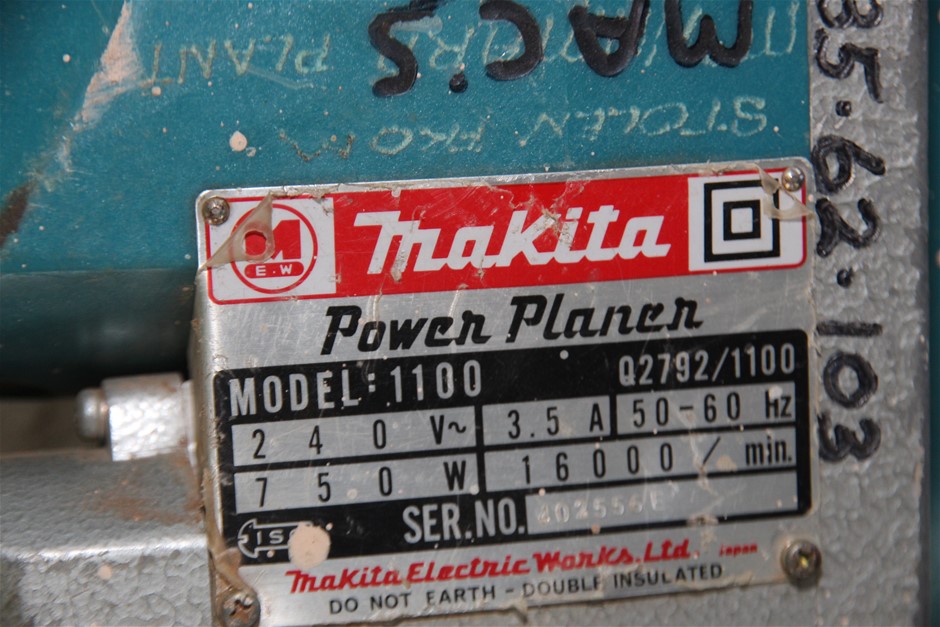 MAC'S
STOLEN FROM
PLANT
85.62.103
M
E.W
Makita
Power Planer
MODEL: 1100 Q2792/1100
240 V~ 3.5 A 50-60 Hz
750 W 16000/min.
SER.NO.
Makita Electric Works, Ltd. Japan
DO NOT EARTH - DOUBLE INSULATED